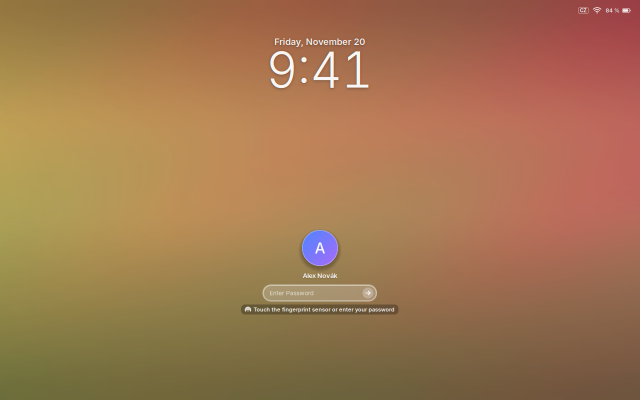 CZ 84 %
Friday, November 20
9:41
A
Alex Novák
Enter Password
Touch the fingerprint sensor or enter your password